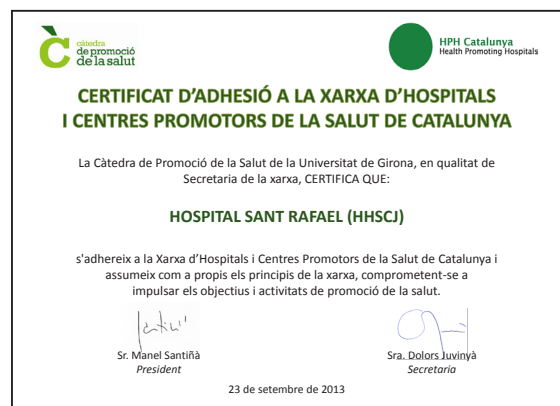 càtedra
de promoció
de la salut
HPH Catalunya
Health Promoting Hospitals
CERTIFICAT D'ADHESIÓ A LA XARXA D'HOSPITALS
I CENTRES PROMOTORS DE LA SALUT DE CATALUNYA
La Càtedra de Promoció de la Salut de la Universitat de Girona, en qualitat de
Secretaria de la xarxa, CERTIFICA QUE:
HOSPITAL SANT RAFAEL (HHSCJ)
s'adhereix a la Xarxa d'Hospitals i Centres Promotors de la Salut de Catalunya i
assumeix com a propis els principis de la xarxa, comprometent-se a
impulsar els objectius i activitats de promoció de la salut.
Sr. Manel Santiñà
Sra. Dolors Juvinyà
President
Secretaria
23 de setembre de 2013